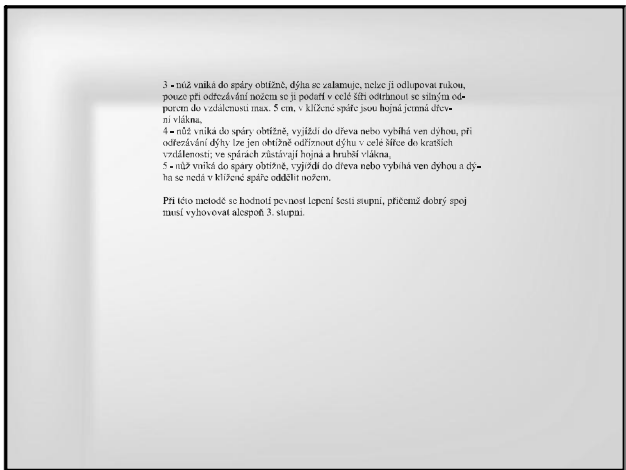 3 - nůž vniká do spáry obtížně, dýha se zalamuje, nelze ji odlupovat rukou,
pouze při odřezávání nožem se ji podaří v celé šíři odtrhnout se silným od-
porem do vzdálenosti max. 5 cm, v klížené spáře jsou hojná jemná dřev-
ní vlákna,
4 - nůž vniká do spáry obtížně, vyjíždí do dřeva nebo vybíhá ven dýhou, při
odřezávání dýhy lze jen obtížně odříznout dýhu v celé šířce do kratších
vzdáleností; ve spárách zůstávají hojná a hrubší vlákna,
5 - nůž vniká do spáry obtížně, vyjíždí do dřeva nebo vybíhá ven dýhou a dý-
ha se nedá v klížené spáře oddělit nožem.
Při této metodě se hodnotí pevnost lepení šesti stupni, přičemž dobrý spoj
musí vyhovovat alespoň 3. stupni.